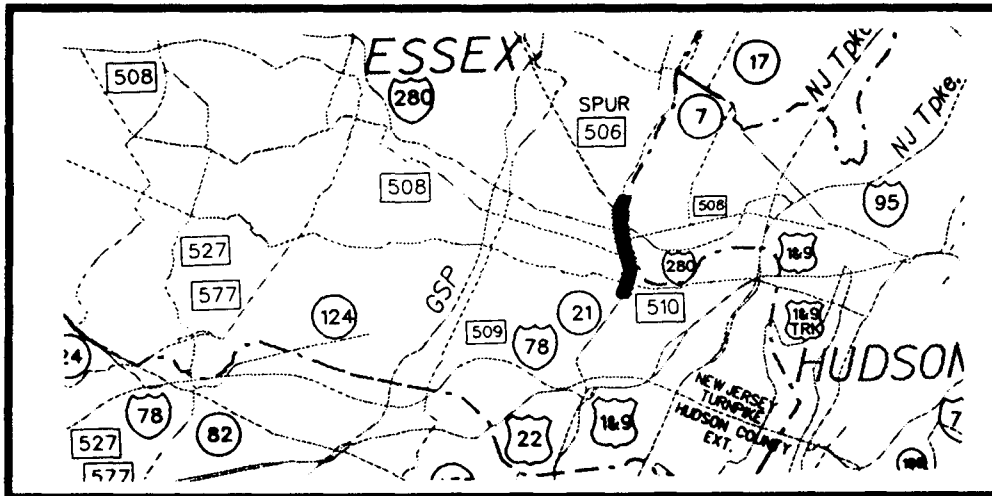 ESSEX
17
NJ Tpke.
508
280
SPUR
506
7
NJ Tpke.
508
508
95
527
280
1&9
577
GSP
510
124
21
1&9
TRK
24
509
78
HUDSON
NEW JERSEY
TURNPIKE
HUDSON COUNTY
EXT.
78
82
22
1&9
527
577